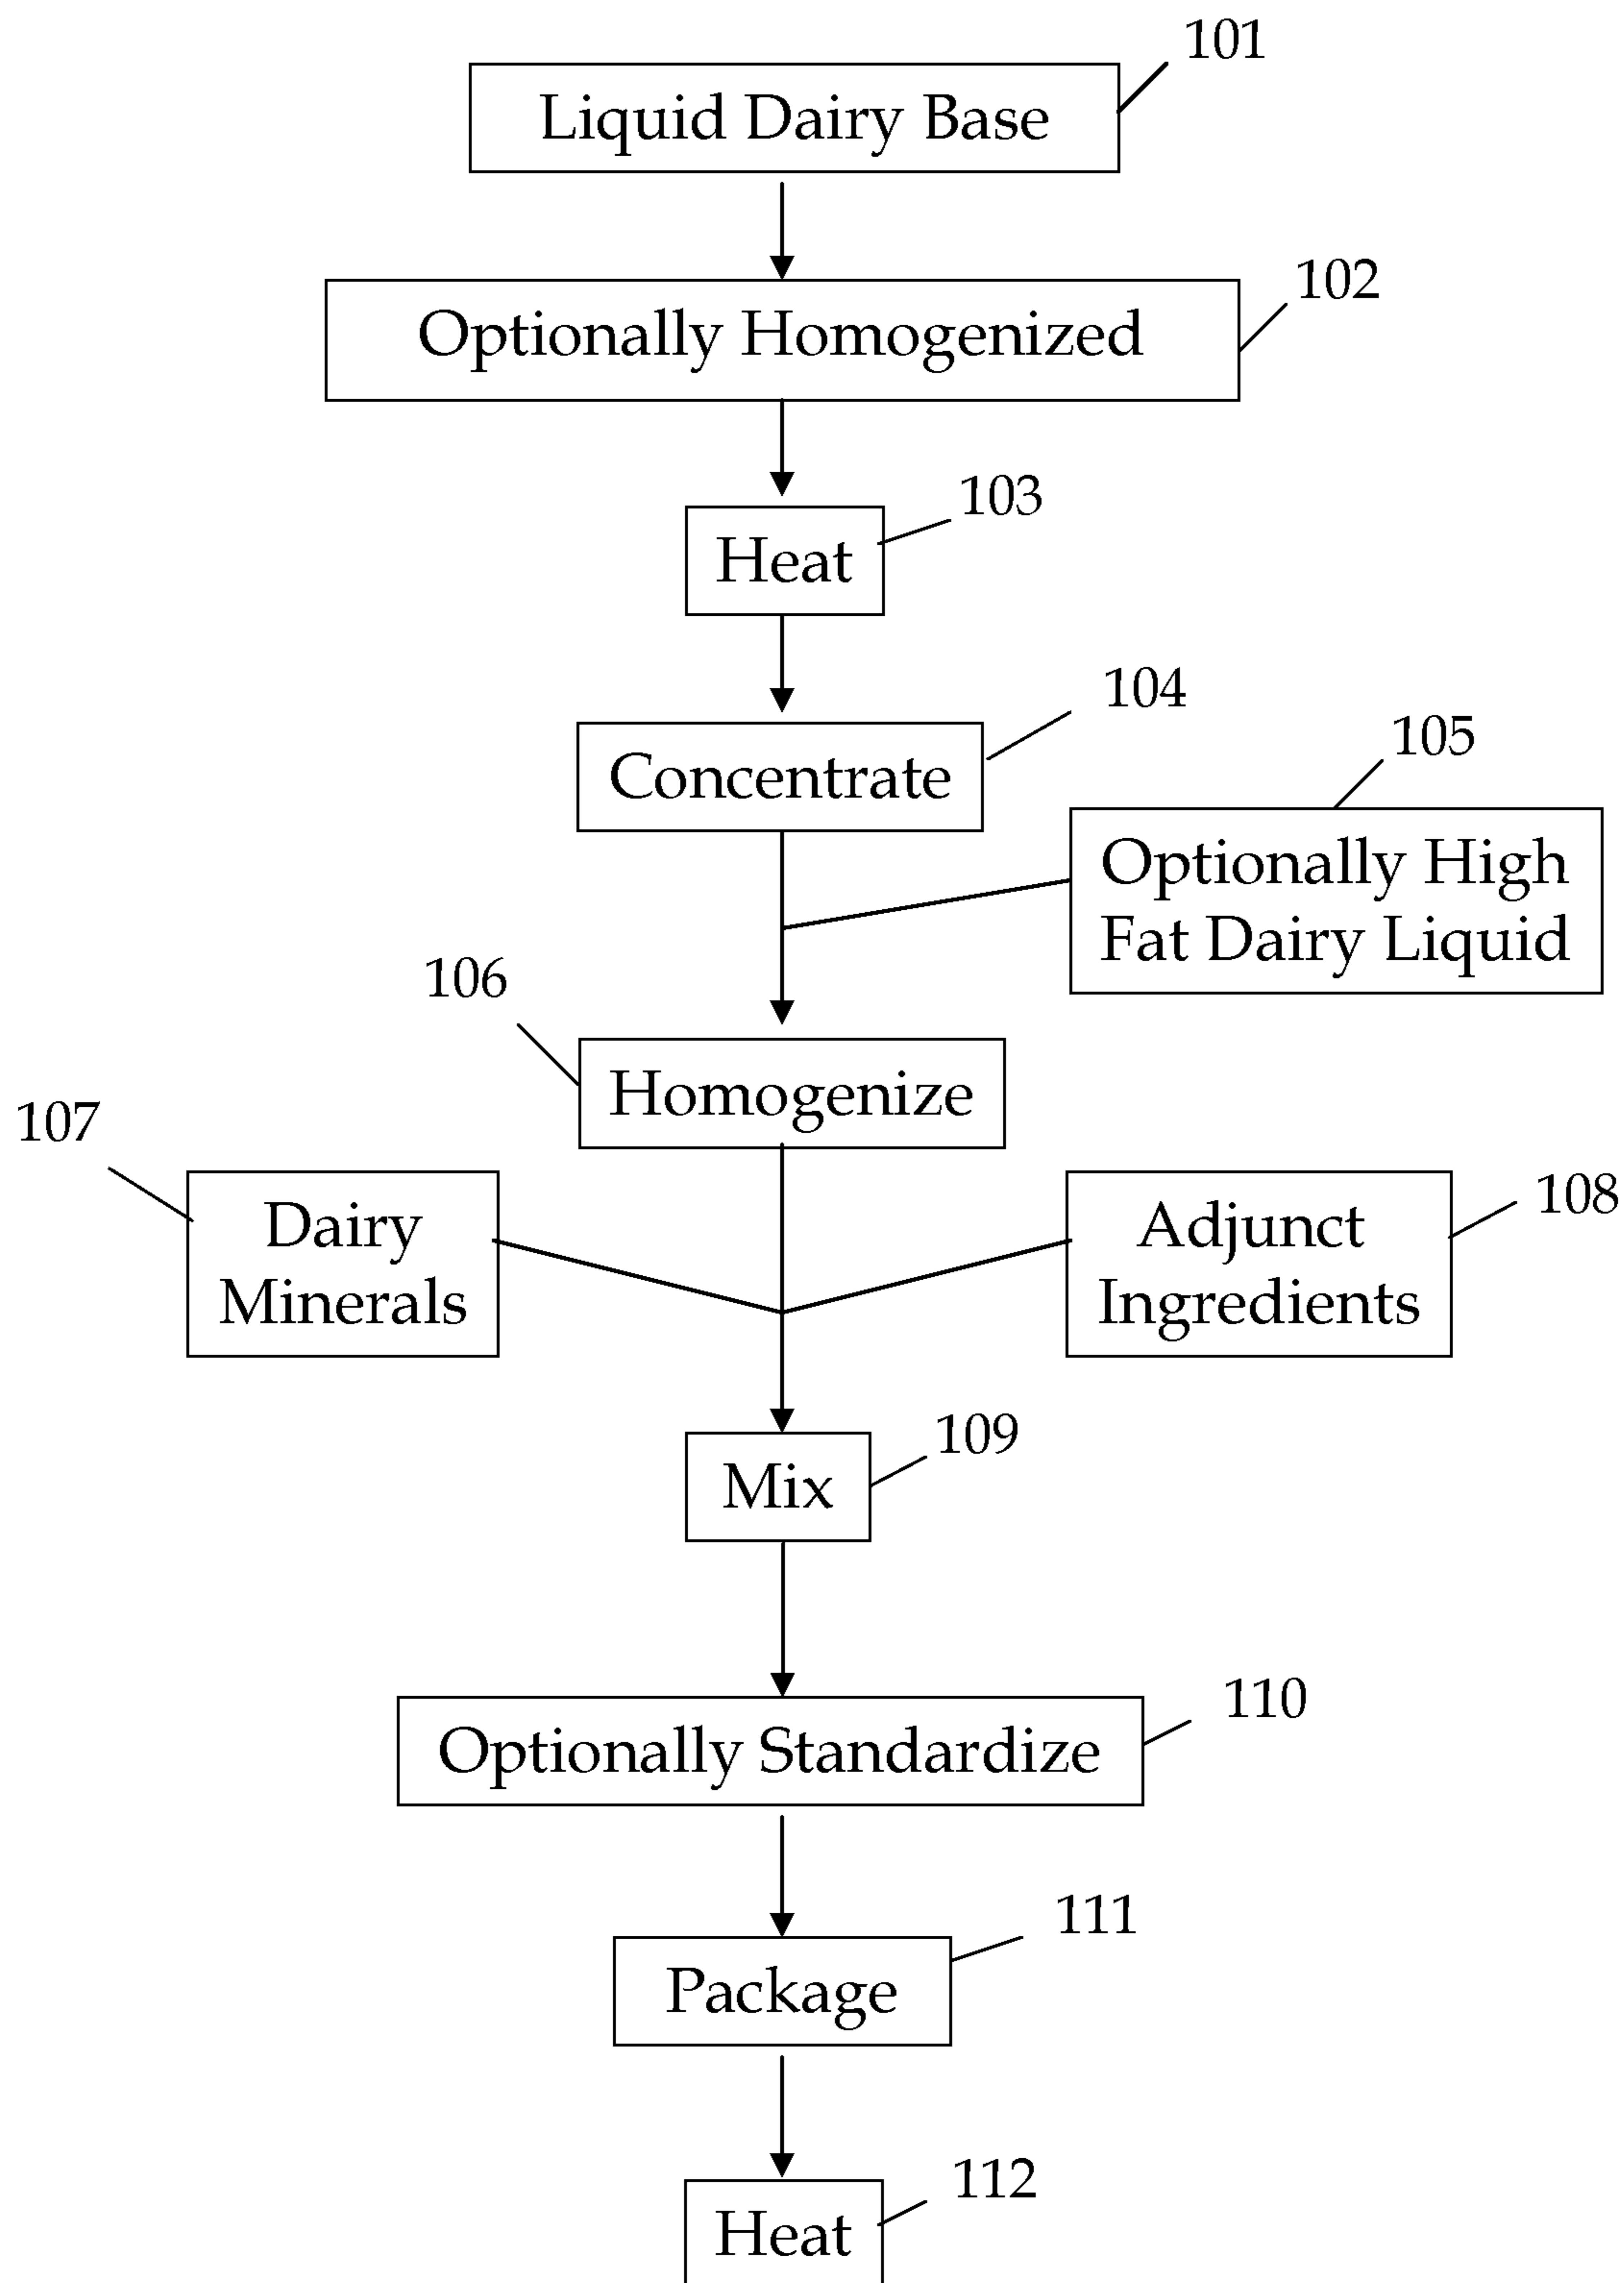 101
Liquid Dairy Base
102
Optionally Homogenized
103
Heat
104
Concentrate
105
Optionally High
Fat Dairy Liquid
106
Homogenize
107
Dairy
Minerals
108
Adjunct
Ingredients
109
Mix
110
Optionally Standardize
111
Package
112
Heat